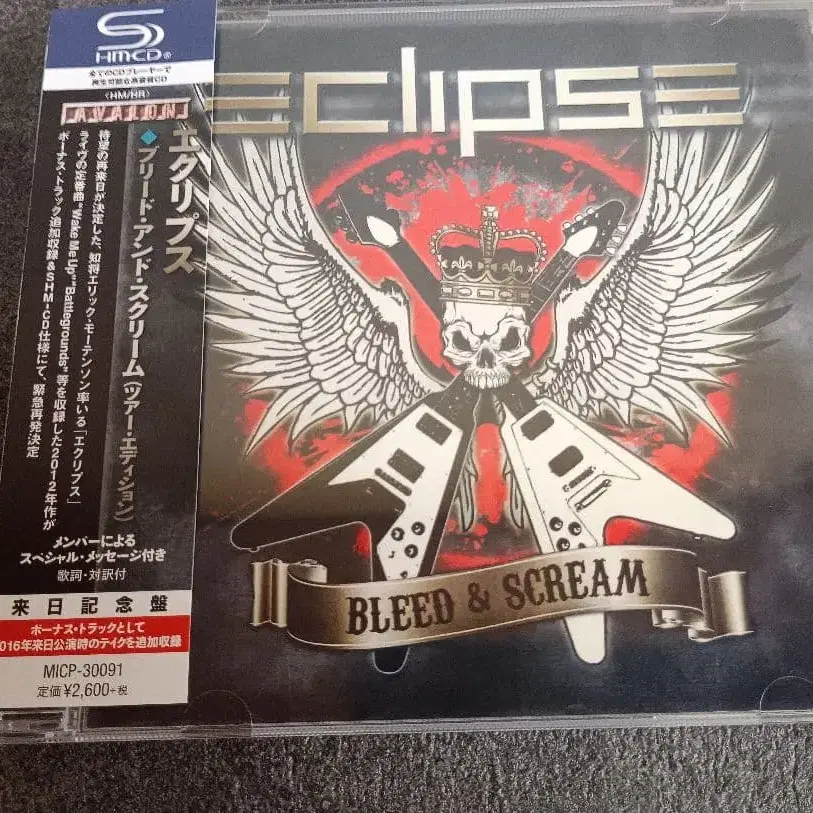 SHM-CD®
全てのCDプレーヤーで
再生可能な高音質CD
〈HM/HR〉
AVALON
エクリプス
◆ブリード・アンド・スクリーム(ツアー・エディション)
待望の再来日が決定した、知将エリック・モーテンソン率いる「エクリプス」
ライヴの定番曲“Wake Me Up”“Battlegrounds”等を収録した2012年作が
ボーナス・トラック追加収録&SHM-CD仕様にて、緊急再発決定
メンバーによる
スペシャル・メッセージ付き
歌詞・対訳付
来日記念盤
ボーナス・トラックとして
2016年来日公演時のテイクを追加収録
MICP-30091
定価¥2,600+税
Eclipse
BLEED & SCREAM